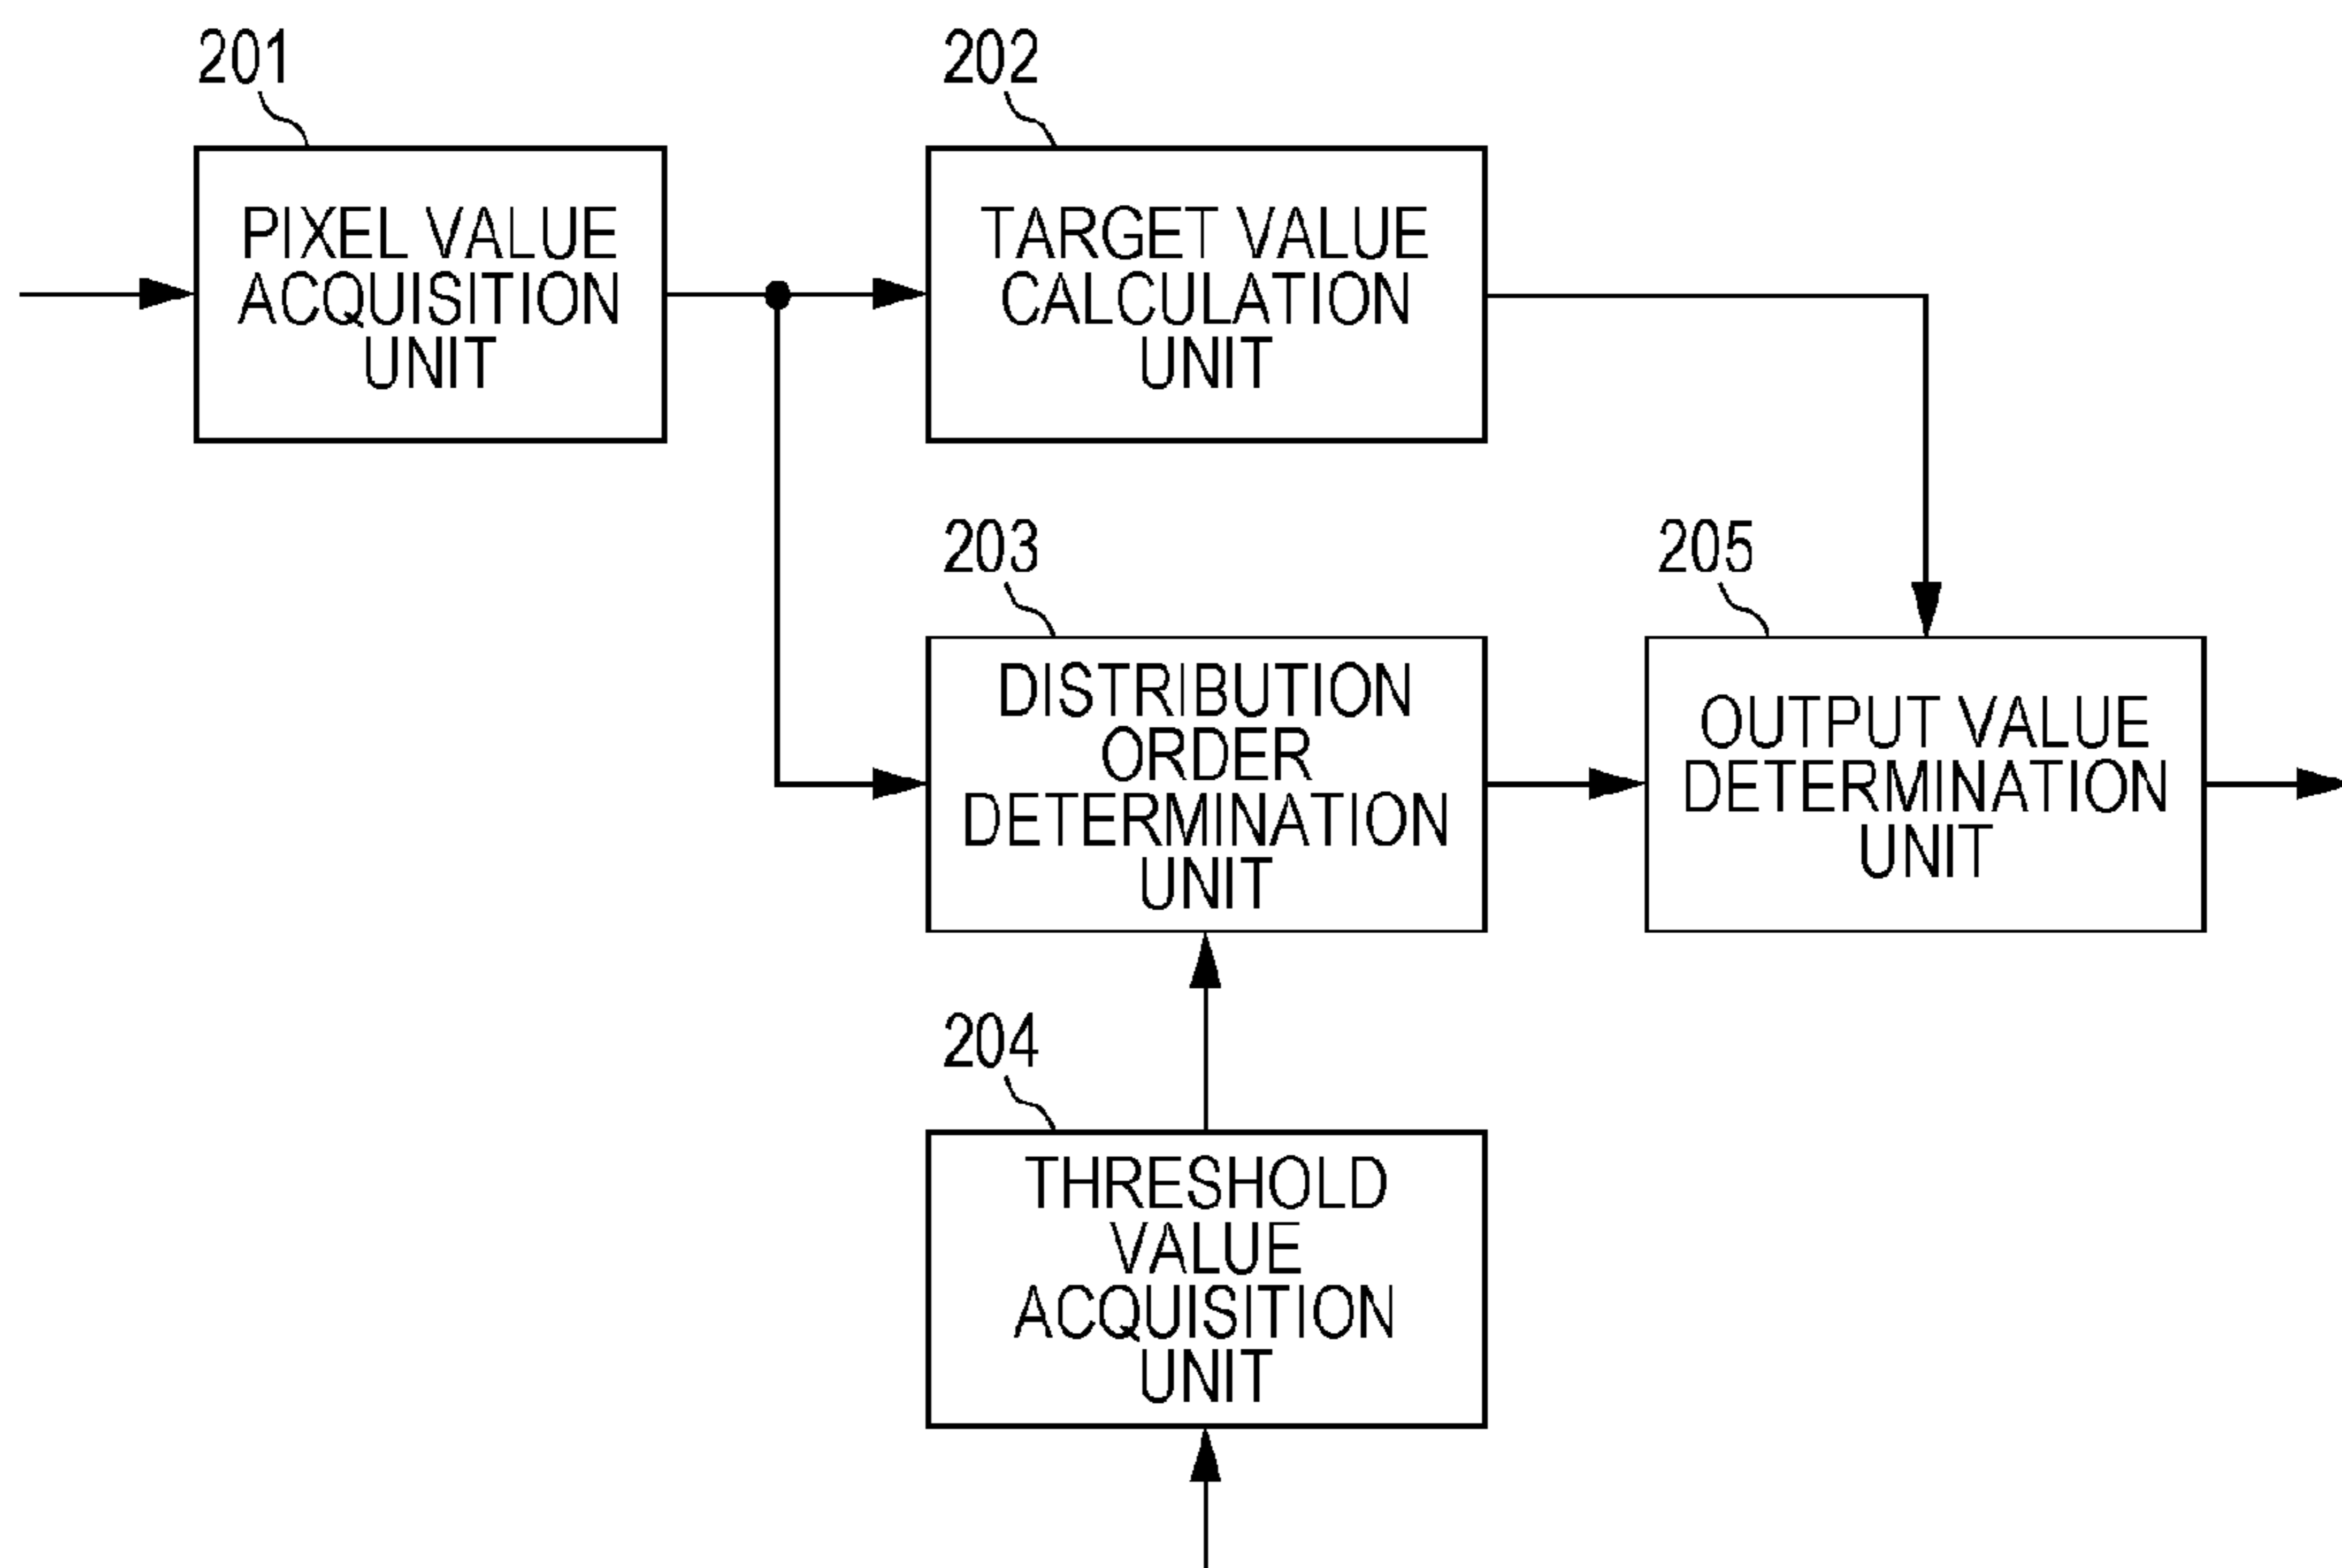 201
PIXEL VALUE
ACQUISITION
UNIT
202
TARGET VALUE
CALCULATION
UNIT
203
DISTRIBUTION
ORDER
DETERMINATION
UNIT
205
OUTPUT VALUE
DETERMINATION
UNIT
204
THRESHOLD
VALUE
ACQUISITION
UNIT